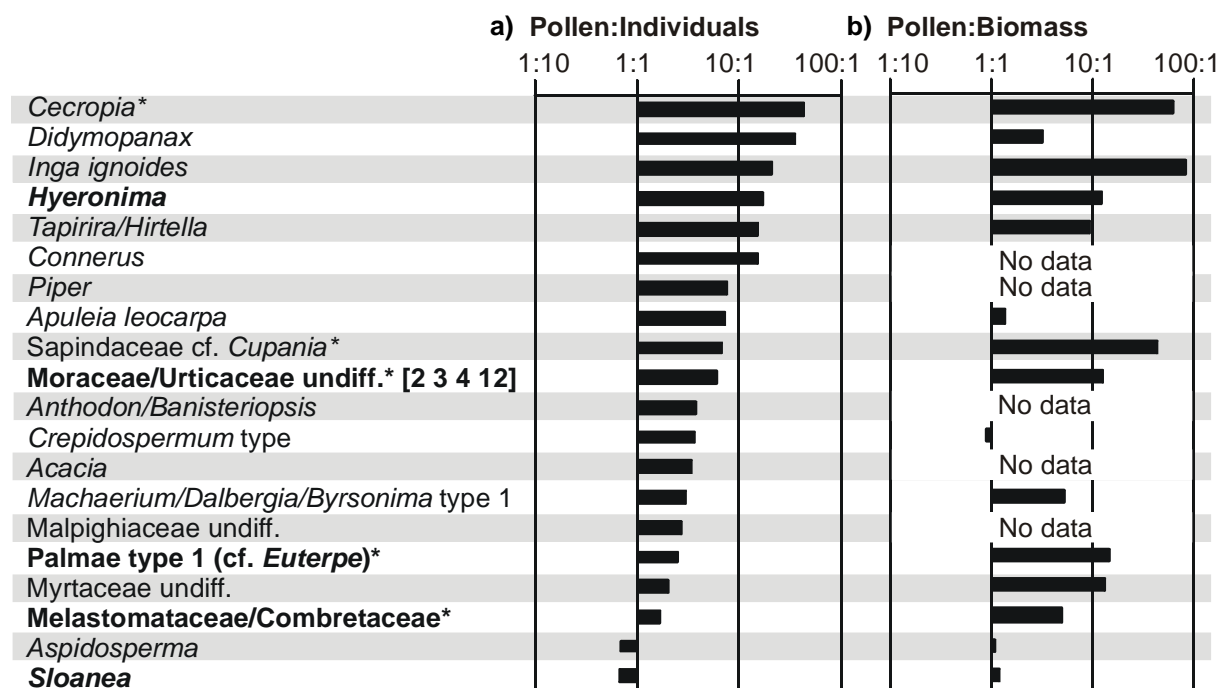 a) Pollen:Individuals b) Pollen:Biomass
1:10 1:1 10:1 100:1 1:10 1:1 10:1 100:1
Cecropia*
Didymopanax
Inga ignoides
Hyeronima
Tapirira/Hirtella
Connerus No data
Piper No data
Apuleia leocarpa
Sapindaceae cf. Cupania*
Moraceae/Urticaceae undiff.* [2 3 4 12]
Anthodon/Banisteriopsis No data
Crepidospermum type
Acacia No data
Machaerium/Dalbergia/Byrsonima type 1
Malpighiaceae undiff. No data
Palmae type 1 (cf. Euterpe)*
Myrtaceae undiff.
Melastomataceae/Combretaceae*
Aspidosperma
Sloanea